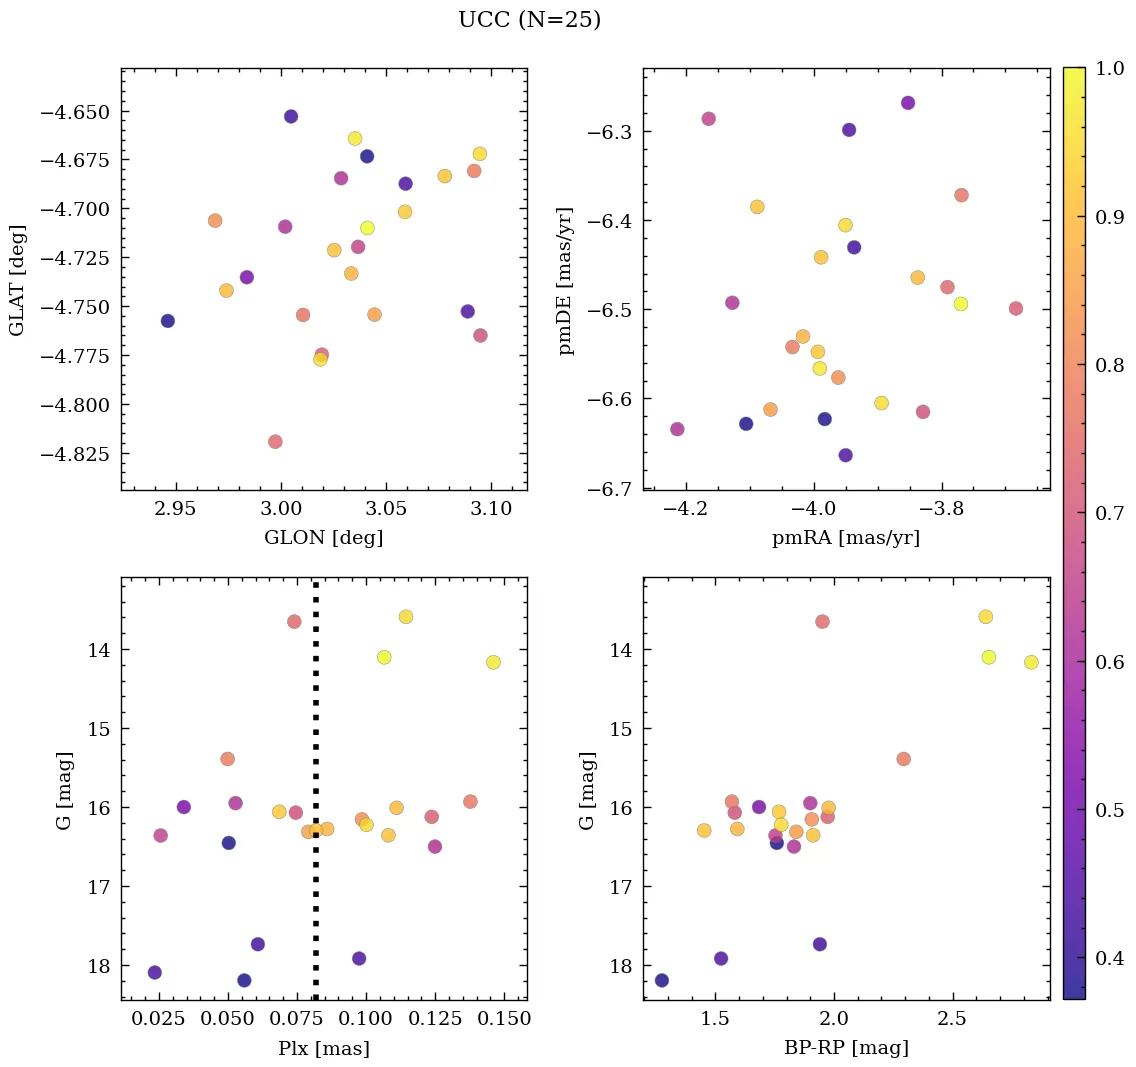 UCC (N=25)
−4.650
−4.675
−4.700
−4.725
−4.750
−4.775
−4.800
−4.825
GLAT [deg]
2.95 3.00 3.05 3.10
GLON [deg]
−6.3
−6.4
−6.5
−6.6
−6.7
pmDE [mas/yr]
−4.2 −4.0 −3.8
pmRA [mas/yr]
14
15
16
17
18
G [mag]
0.025 0.050 0.075 0.100 0.125 0.150
Plx [mas]
14
15
16
17
18
G [mag]
1.5 2.0 2.5
BP-RP [mag]
1.0
0.9
0.8
0.7
0.6
0.5
0.4